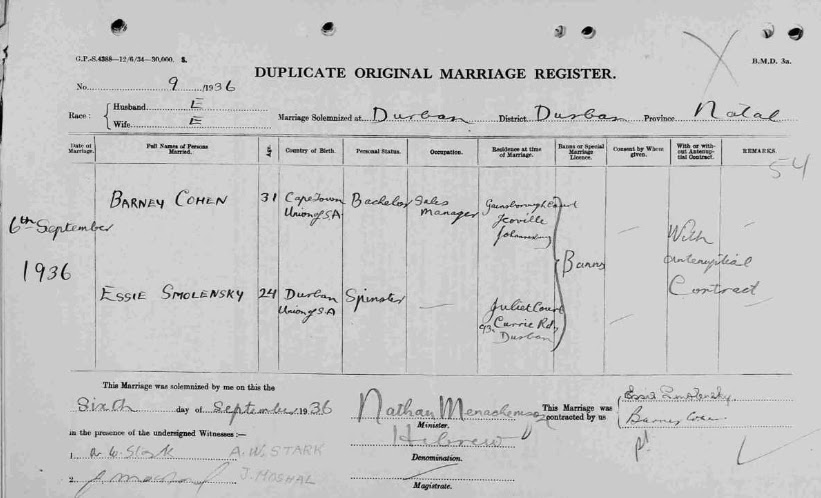 G.P.-S.4388—12/6/34—30,000. S.
B.M.D. 3a.
DUPLICATE ORIGINAL MARRIAGE REGISTER.
No. 9 /1936
Race: Husband E
Wife E
Marriage Solemnized at Durban District Durban Province Natal
Date of Marriage. Full Names of Persons Married. Age. Country of Birth. Personal Status. Occupation. Residence at time of Marriage. Banns or Special Marriage Licence. Consent by Whom given. With or without Antenuptial Contract. REMARKS.
54
6th September
1936
BARNEY COHEN 31 Cape Town Union of S.A Bachelor Sales Manager Gainsborough Court Yeoville Johannesburg
Banns
With antenuptial Contract
ESSIE SMOLENSKY 24 Durban Union of S.A Spinster — Juliet Court Currie Rd, Durban
This Marriage was solemnized by me on this the
Sixth day of September 1936
in the presence of the undersigned Witnesses :—
1. A. W. Stark A.W. STARK
2. J. Moshal J. MOSHAL
Nathan
Minister.
Hebrew
Denomination.
Magistrate.
This Marriage was contracted by us
Essie Smolensky
Barney Cohen